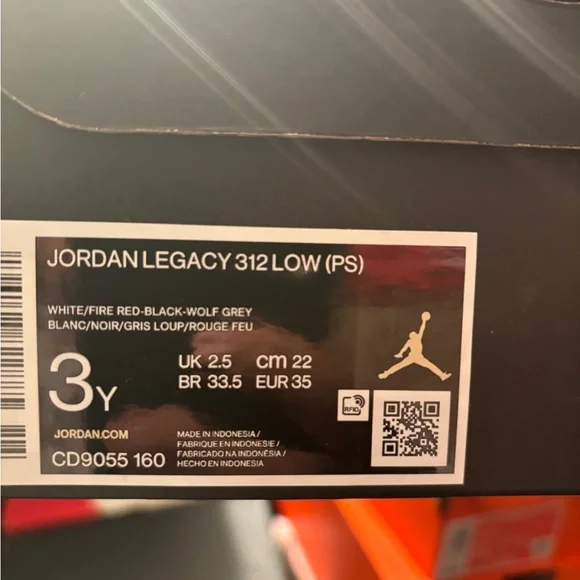 JORDAN LEGACY 312 LOW (PS)
WHITE/FIRE RED-BLACK-WOLF GREY
BLANC/NOIR/GRIS LOUP/ROUGE FEU
3Y
UK 2.5 cm 22
BR 33.5 EUR 35
RFID
JORDAN.COM
CD9055 160
MADE IN INDONESIA /
FABRIQUE EN INDONESIE /
FABRICADO NA INDONÉSIA /
HECHO EN INDONESIA